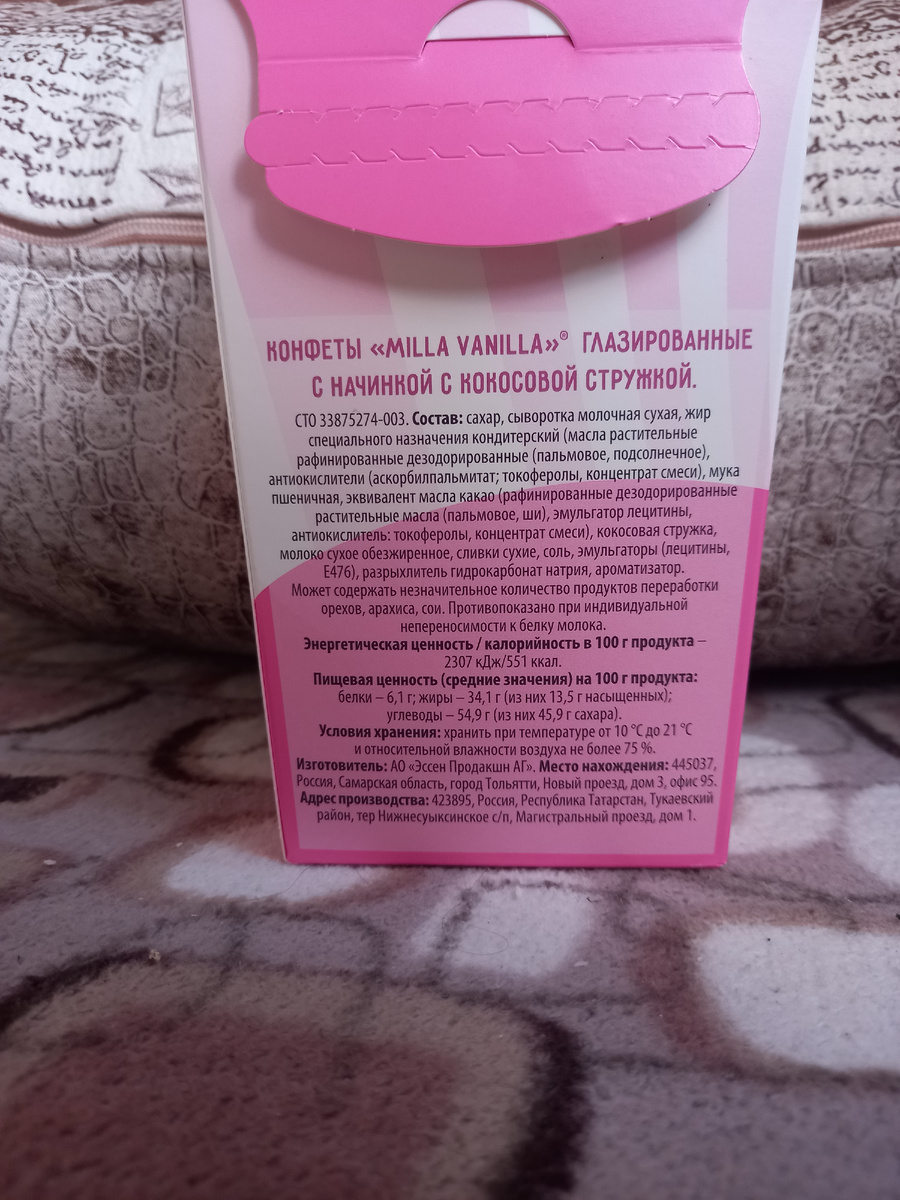 КОНФЕТЫ «MILLA VANILLA»® ГЛАЗИРОВАННЫЕ
С НАЧИНКОЙ С КОКОСОВОЙ СТРУЖКОЙ.
СТО 33875274-003. Состав: сахар, сыворотка молочная сухая, жир
специального назначения кондитерский (масла растительные
рафинированные дезодорированные (пальмовое, подсолнечное),
антиокислители (аскорбилпальмитат; токоферолы, концентрат смеси), мука
пшеничная, эквивалент масла какао (рафинированные дезодорированные
растительные масла (пальмовое, ши), эмульгатор лецитины,
антиокислитель: токоферолы, концентрат смеси), кокосовая стружка,
молоко сухое обезжиренное, сливки сухие, соль, эмульгаторы (лецитины,
E476), разрыхлитель гидрокарбонат натрия, ароматизатор.
Может содержать незначительное количество продуктов переработки
орехов, арахиса, сои. Противопоказано при индивидуальной
непереносимости к белку молока.
Энергетическая ценность / калорийность в 100 г продукта –
2307 кДж/551 ккал.
Пищевая ценность (средние значения) на 100 г продукта:
белки – 6,1 г; жиры – 34,1 г (из них 13,5 г насыщенных);
углеводы – 54,9 г (из них 45,9 г сахара).
Условия хранения: хранить при температуре от 10 °С до 21 °С
и относительной влажности воздуха не более 75 %.
Изготовитель: АО «Эссен Продакшн АГ». Место нахождения: 445037,
Россия, Самарская область, город Тольятти, Новый проезд, дом 3, офис 95.
Адрес производства: 423895, Россия, Республика Татарстан, Тукаевский
район, тер Нижнесуыксинское с/п, Магистральный проезд, дом 1.